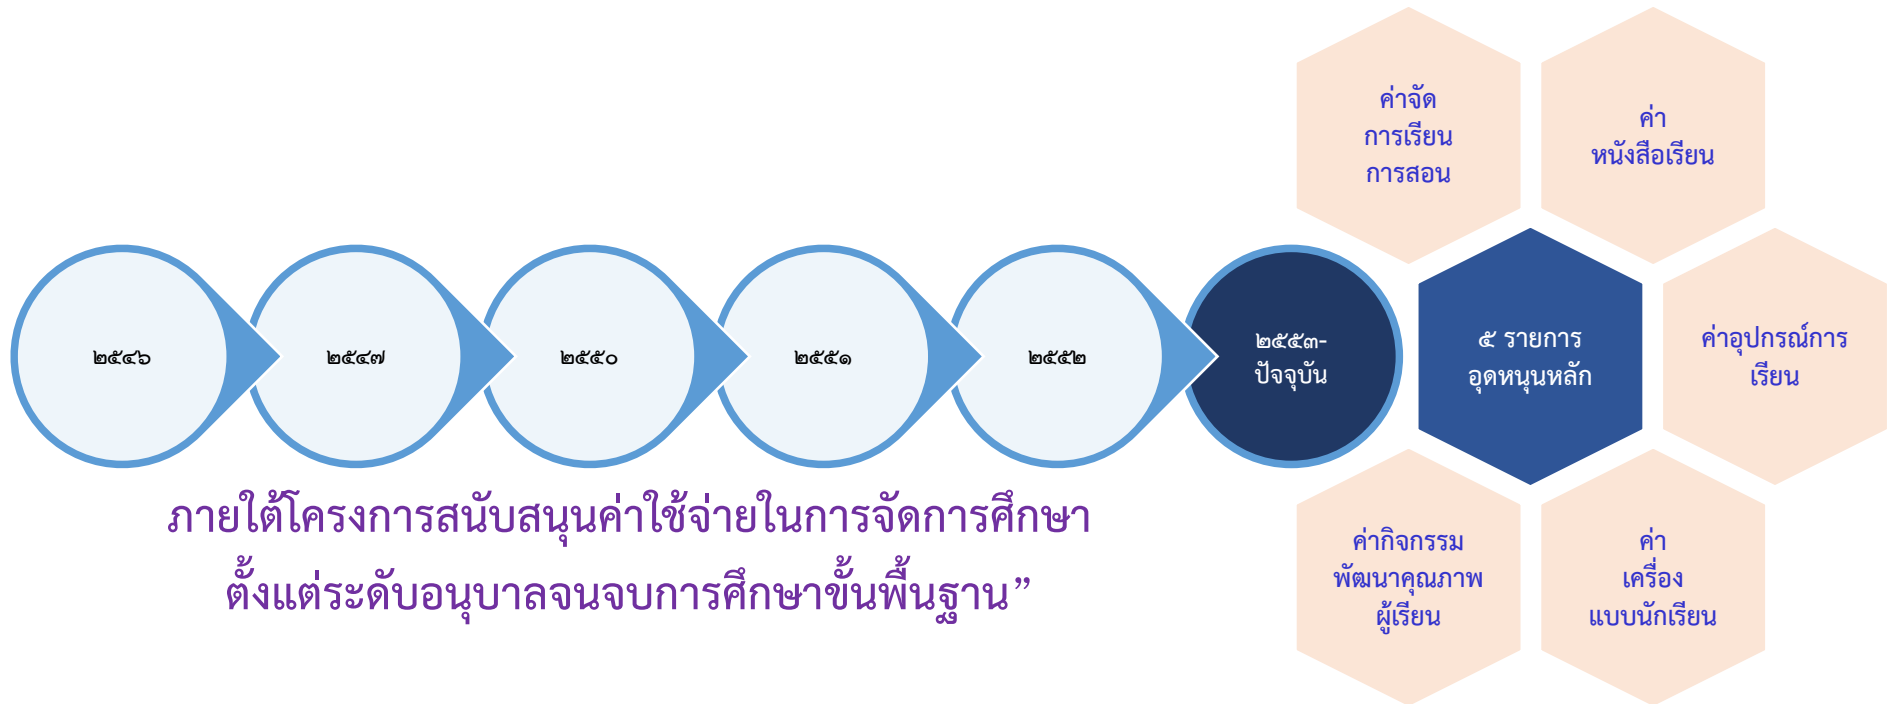 ๒๕๔๖
๒๕๔๗
๒๕๕๐
๒๕๕๑
๒๕๕๒
๒๕๕๓-
ปัจจุบัน
ภายใต้โครงการสนับสนุนค่าใช้จ่ายในการจัดการศึกษา
ตั้งแต่ระดับอนุบาลจนจบการศึกษาขั้นพื้นฐาน”
ค่าจัด
การเรียน
การสอน
ค่า
หนังสือเรียน
๕ รายการ
อุดหนุนหลัก
ค่าอุปกรณ์การ
เรียน
ค่ากิจกรรม
พัฒนาคุณภาพ
ผู้เรียน
ค่า
เครื่อง
แบบนักเรียน